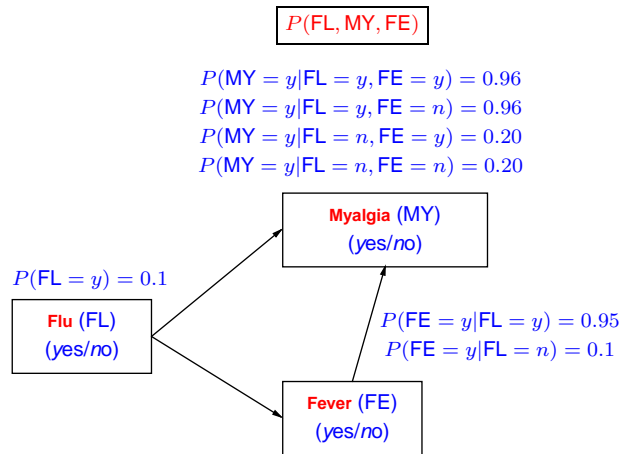 P(FL, MY, FE)
P(MY = y|FL = y, FE = y) = 0.96
P(MY = y|FL = y, FE = n) = 0.96
P(MY = y|FL = n, FE = y) = 0.20
P(MY = y|FL = n, FE = n) = 0.20
Myalgia (MY)
(yes/no)
P(FL = y) = 0.1
Flu (FL)
(yes/no)
P(FE = y|FL = y) = 0.95
P(FE = y|FL = n) = 0.1
Fever (FE)
(yes/no)